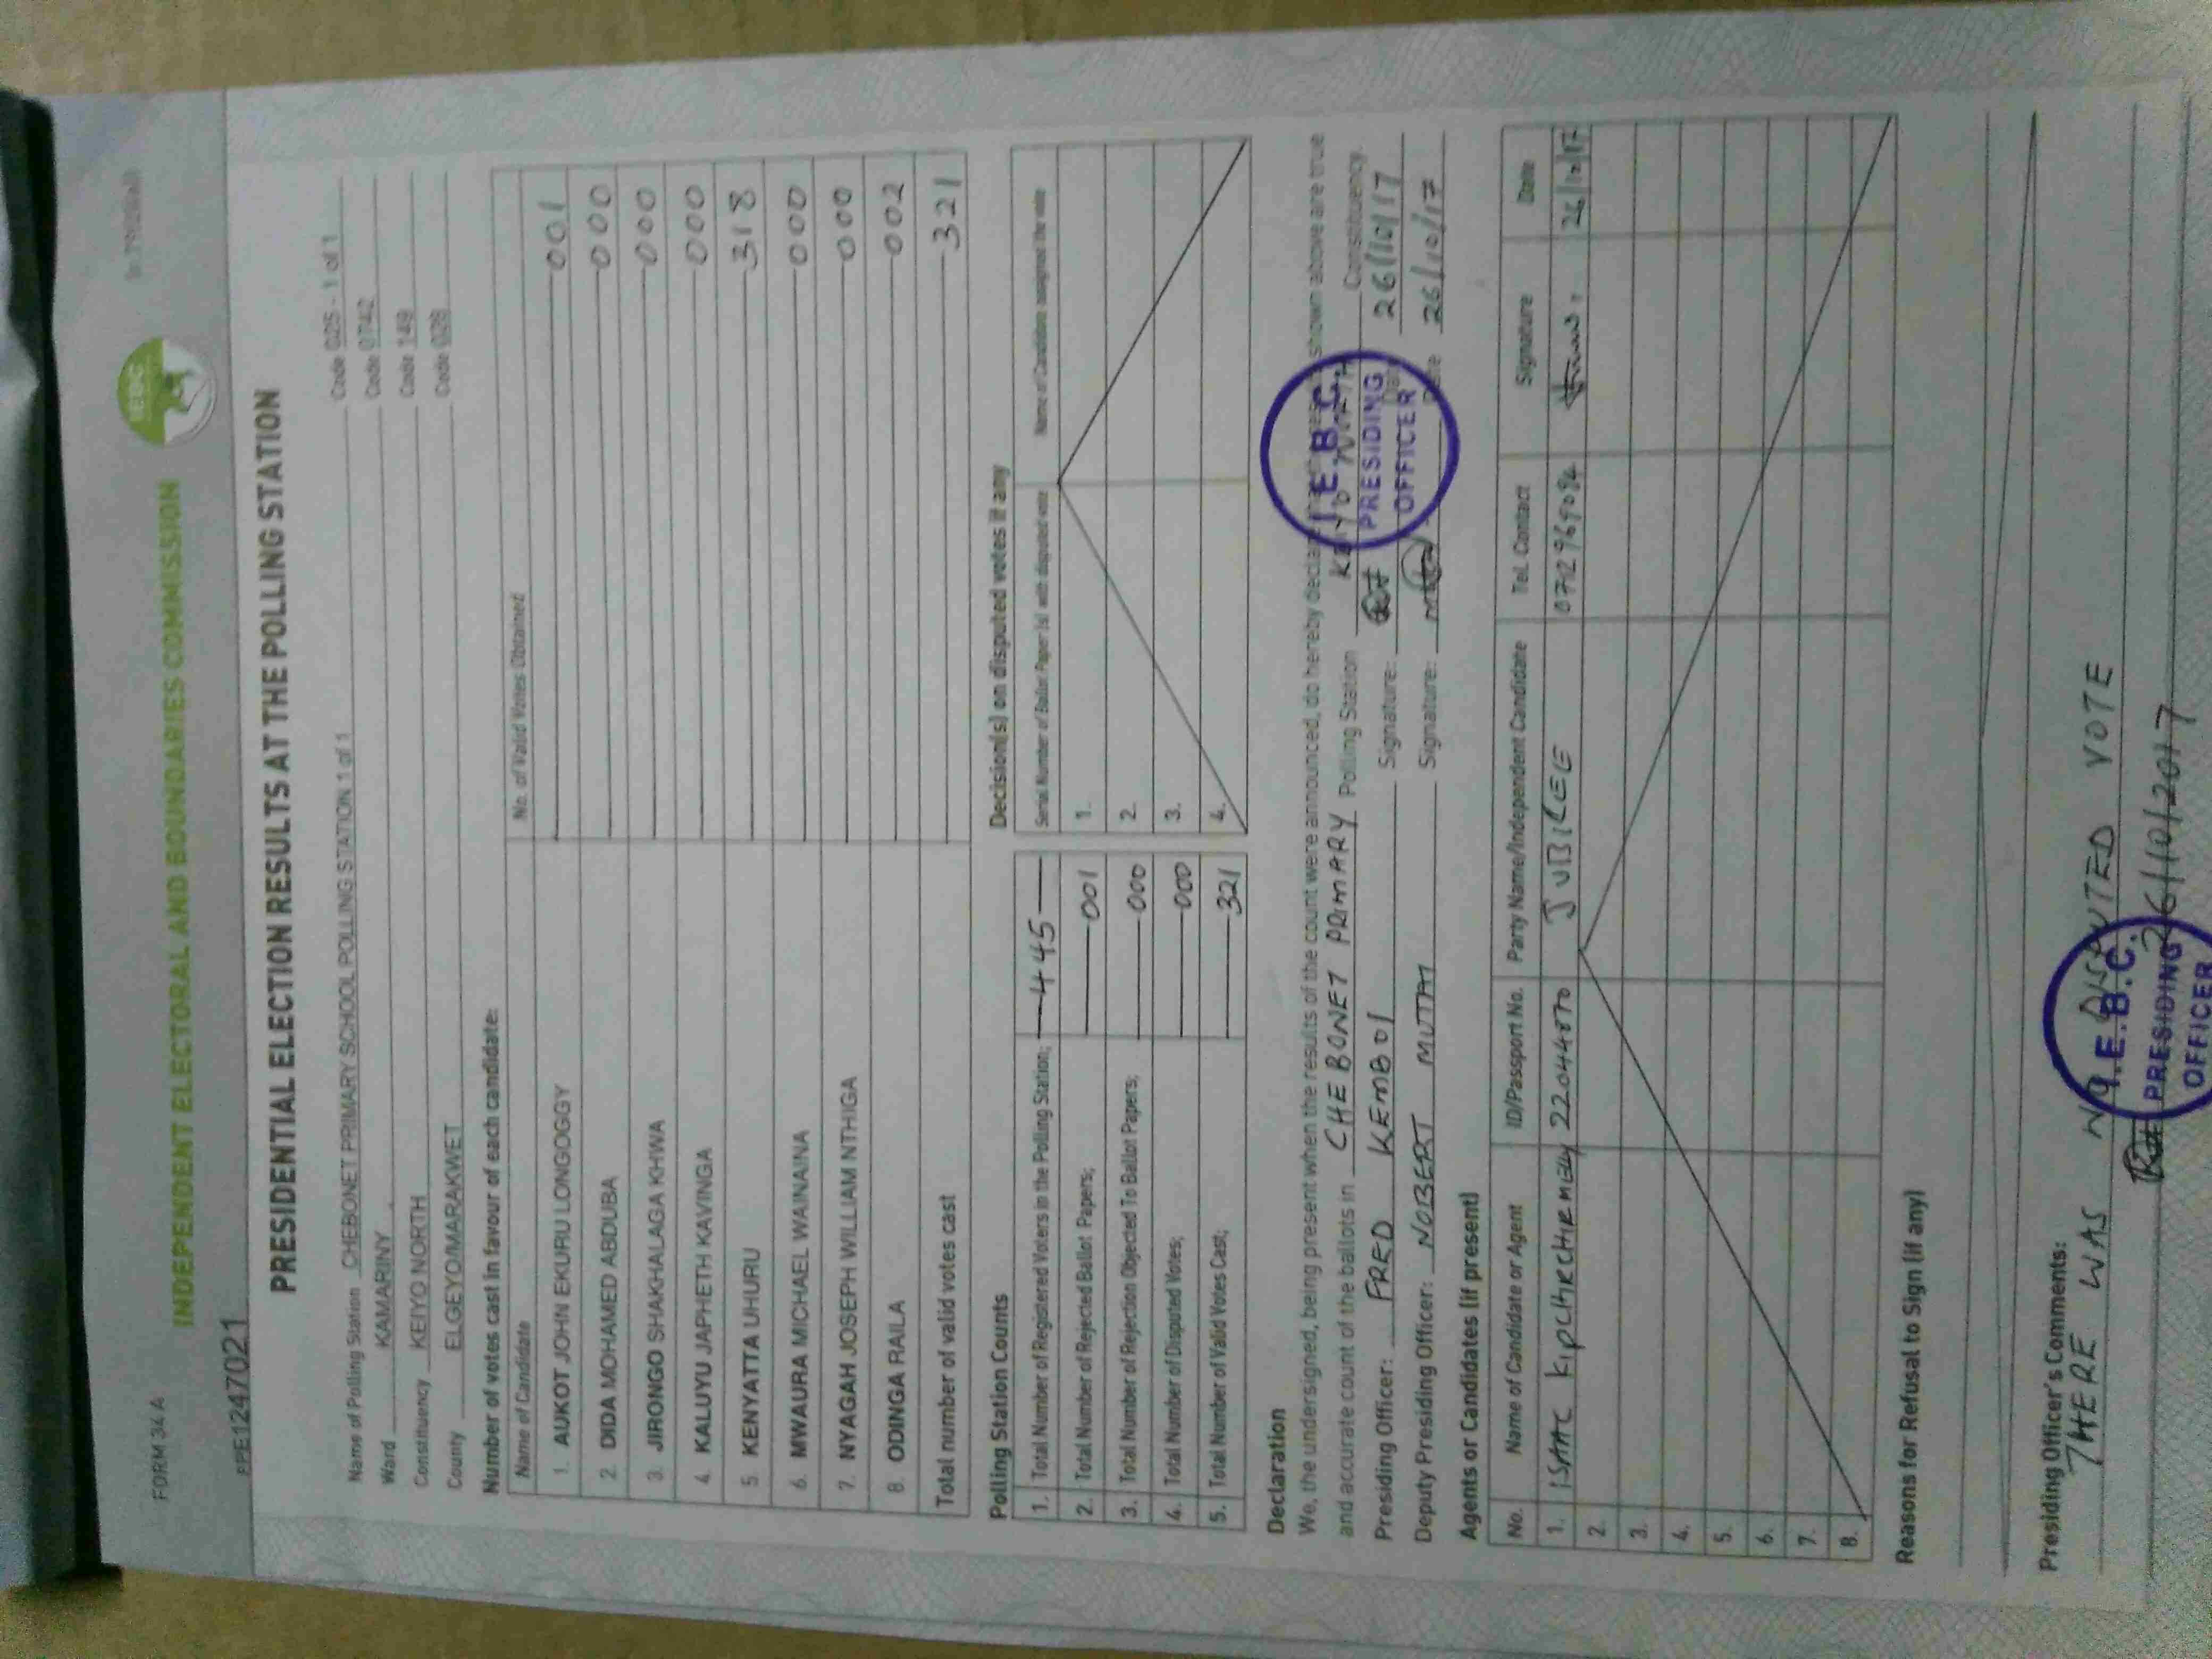 FORM 34 A
INDEPENDENT ELECTORAL AND BOUNDARIES COMMISSION
IEBC
PPE1247021
PRESIDENTIAL ELECTION RESULTS AT THE POLLING STATION
Name of Polling Station CHEBONET PRIMARY SCHOOL POLLING STATION 1 of 1 Code 025 - 1 of 1
Ward KAMARINY Code 0742
Constituency KEIYO NORTH Code 149
County ELGEYO/MARAKWET Code 028
Number of votes cast in favour of each candidate:
Name of Candidate No. of Valid Votes Obtained
1. AUKOT JOHN EKURU LONGOGGY 001
2. DIDA MOHAMED ABDUBA 000
3. JIRONGO SHAKHALAGA KHWA 000
4. KALUYU JAPHETH KAVINGA 000
5 KENYATTA UHURU 318
6. MWAURA MICHAEL WAINAINA 000
7. NYAGAH JOSEPH WILLIAM NTHIGA 000
8. ODINGA RAILA 002
Total number of valid votes cast 321
Polling Station Counts
1. Total Number of Registered Voters in the Polling Station; 445
2. Total Number of Rejected Ballot Papers; 001
3. Total Number of Rejection Objected To Ballot Papers; 000
4. Total Number of Disputed Votes; 000
5. Total Number of Valid Votes Cast; 321
Decision(s) on disputed votes if any
Serial Number of Ballot Paper (s) with disputed vote Name of Candidate assigned the vote
1.
2.
3.
4.
Declaration
We, the undersigned, being present when the results of the count were announced, do hereby declare shown above are true
and accurate count of the ballots in CHEBONET PRIMARY Polling Station KEIYO NORTH Constituency.
Presiding Officer: FRED KEMBOI Signature: Date 26/10/17
Deputy Presiding Officer: NOBERT MUTAI Signature: Date 26/10/17
I.E.B.C. PRESIDING OFFICER
Agents or Candidates (if present)
No. Name of Candidate or Agent ID/Passport No. Party Name/Independent Candidate Tel. Contact Signature Date
1. ISAAC KIPCHIRCHIR 22044070 JUBILEE 26/10/17
2.
3.
4.
5.
6.
7.
8.
Reasons for Refusal to Sign (if any)
Presiding Officer's Comments:
THERE WAS NO DISPUTED VOTE
26/10/2017
I.E.B.C. PRESIDING OFFICER